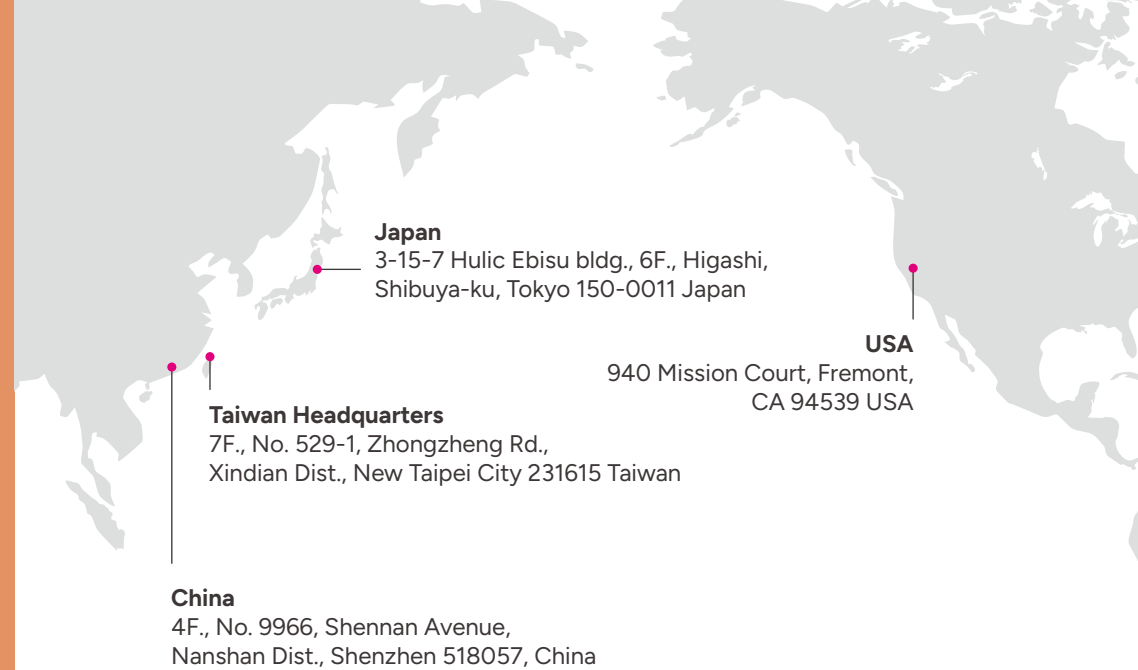 Japan
3-15-7 Hulic Ebisu bldg., 6F., Higashi,
Shibuya-ku, Tokyo 150-0011 Japan
USA
940 Mission Court, Fremont,
CA 94539 USA
Taiwan Headquarters
7F., No. 529-1, Zhongzheng Rd.,
Xindian Dist., New Taipei City 231615 Taiwan
China
4F., No. 9966, Shennan Avenue,
Nanshan Dist., Shenzhen 518057, China